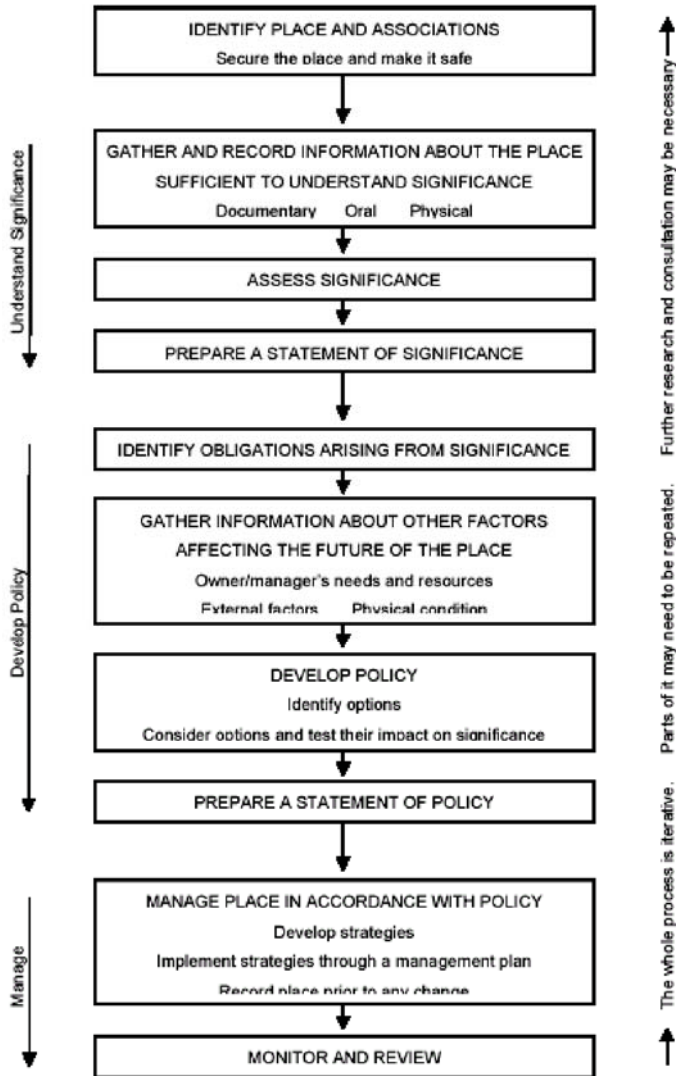 IDENTIFY PLACE AND ASSOCIATIONS
Secure the place and make it safe
GATHER AND RECORD INFORMATION ABOUT THE PLACE
SUFFICIENT TO UNDERSTAND SIGNIFICANCE
Documentary Oral Physical
ASSESS SIGNIFICANCE
PREPARE A STATEMENT OF SIGNIFICANCE
IDENTIFY OBLIGATIONS ARISING FROM SIGNIFICANCE
GATHER INFORMATION ABOUT OTHER FACTORS
AFFECTING THE FUTURE OF THE PLACE
Owner/manager's needs and resources
External factors Physical condition
DEVELOP POLICY
Identify options
Consider options and test their impact on significance
PREPARE A STATEMENT OF POLICY
MANAGE PLACE IN ACCORDANCE WITH POLICY
Develop strategies
Implement strategies through a management plan
Record place prior to any change
MONITOR AND REVIEW
Understand Significance
Develop Policy
Manage
The whole process is iterative. Parts of it may need to be repeated. Further research and consultation may be necessary